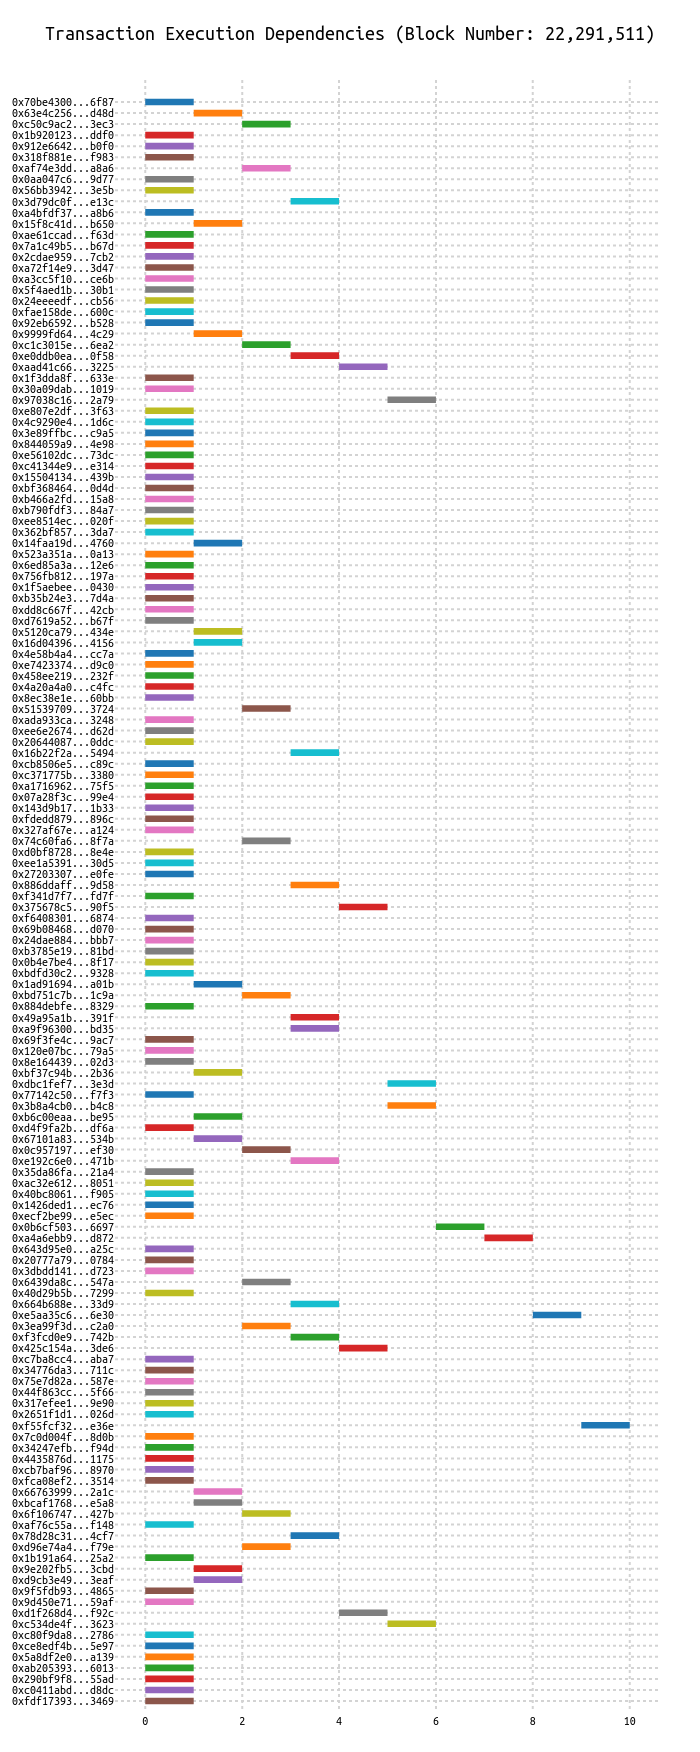 Transaction Execution Dependencies (Block Number: 22,291,511)
0x70be4300...6f87
0x63e4c256...d48d
0xc50c9ac2...3ec3
0x1b920123...ddf0
0x912e6642...b0f0
0x318f881e...f983
0xaf74e3dd...a8a6
0x0aa047c6...9d77
0x56bb3942...3e5b
0x3d79dc0f...e13c
0xa4bfdf37...a8b6
0x15f8c41d...b650
0xae61ccad...f63d
0x7a1c49b5...b67d
0x2cdae959...7cb2
0xa72f14e9...3d47
0xa3cc5f10...ce6b
0x5f4aed1b...30b1
0x24eeeedf...cb56
0xfae158de...600c
0x92eb6592...b528
0x9999fd64...4c29
0xc1c3015e...6ea2
0xe0ddb0ea...0f58
0xaad41c66...3225
0x1f3dda8f...633e
0x30a09dab...1019
0x97038c16...2a79
0xe807e2df...3f63
0x4c9290e4...1d6c
0x3e89ffbc...c9a5
0x844059a9...4e98
0xe56102dc...73dc
0xc41344e9...e314
0x15504134...439b
0xbf368464...0d4d
0xb466a2fd...15a8
0xb790fdf3...84a7
0xee8514ec...020f
0x362bf857...3da7
0x14faa19d...4760
0x523a351a...0a13
0x6ed85a3a...12e6
0x756fb812...197a
0x1f5aebee...0430
0xb35b24e3...7d4a
0xdd8c667f...42cb
0xd7619a52...b67f
0x5120ca79...434e
0x16d04396...4156
0x4e58b4a4...cc7a
0xe7423374...d9c0
0x458ee219...232f
0x4a20a4a0...c4fc
0x8ec38e1e...60bb
0x51539709...3724
0xada933ca...3248
0xee6e2674...d62d
0x20644087...0ddc
0x16b22f2a...5494
0xcb8506e5...c89c
0xc371775b...3380
0xa1716962...75f5
0x07a28f3c...99e4
0x143d9b17...1b33
0xfdedd879...896c
0x327af67e...a124
0x74c60fa6...8f7a
0xd0bf8728...8e4e
0xee1a5391...30d5
0x27203307...e0fe
0x886ddaff...9d58
0xf341d7f7...fd7f
0x375678c5...90f5
0xf6408301...6874
0x69b08468...d070
0x24dae884...bbb7
0xb3785e19...81bd
0x0b4e7be4...8f17
0xbdfd30c2...9328
0x1ad91694...a01b
0xbd751c7b...1c9a
0x884debfe...8329
0x49a95a1b...391f
0xa9f96300...bd35
0x69f3fe4c...9ac7
0x120e07bc...79a5
0x8e164439...02d3
0xbf37c94b...2b36
0xdbc1fef7...3e3d
0x77142c50...f7f3
0x3b8a4cb0...b4c8
0xb6c00eaa...be95
0xd4f9fa2b...df6a
0x67101a83...534b
0x0c957197...ef30
0xe192c6e0...471b
0x35da86fa...21a4
0xac32e612...8051
0x40bc8061...f905
0x1426ded1...ec76
0xecf2be99...e5ec
0x0b6cf503...6697
0xa4a6ebb9...d872
0x643d95e0...a25c
0x20777a79...0784
0x3dbdd141...d723
0x6439da8c...547a
0x40d29b5b...7299
0x664b688e...33d9
0xe5aa35c6...6e30
0x3ea99f3d...c2a0
0xf3fcd0e9...742b
0x425c154a...3de6
0xc7ba8cc4...aba7
0x34776da3...711c
0x75e7d82a...587e
0x44f863cc...5f66
0x317efee1...9e90
0x2651f1d1...026d
0xf55fcf32...e36e
0x7c0d004f...8d0b
0x34247efb...f94d
0x4435876d...1175
0xcb7baf96...8970
0xfca08ef2...3514
0x66763999...2a1c
0xbcaf1768...e5a8
0x6f106747...427b
0xaf76c55a...f148
0x78d28c31...4cf7
0xd96e74a4...f79e
0x1b191a64...25a2
0x9e202fb5...3cbd
0xd9cb3e49...3eaf
0x9f5fdb93...4865
0x9d450e71...59af
0xd1f268d4...f92c
0xc534de4f...3623
0xc80f9da8...2786
0xce8edf4b...5e97
0x5a8df2e0...a139
0xab205393...6013
0x290bf9f8...55ad
0xc0411abd...d8dc
0xfdf17393...3469
0 2 4 6 8 10